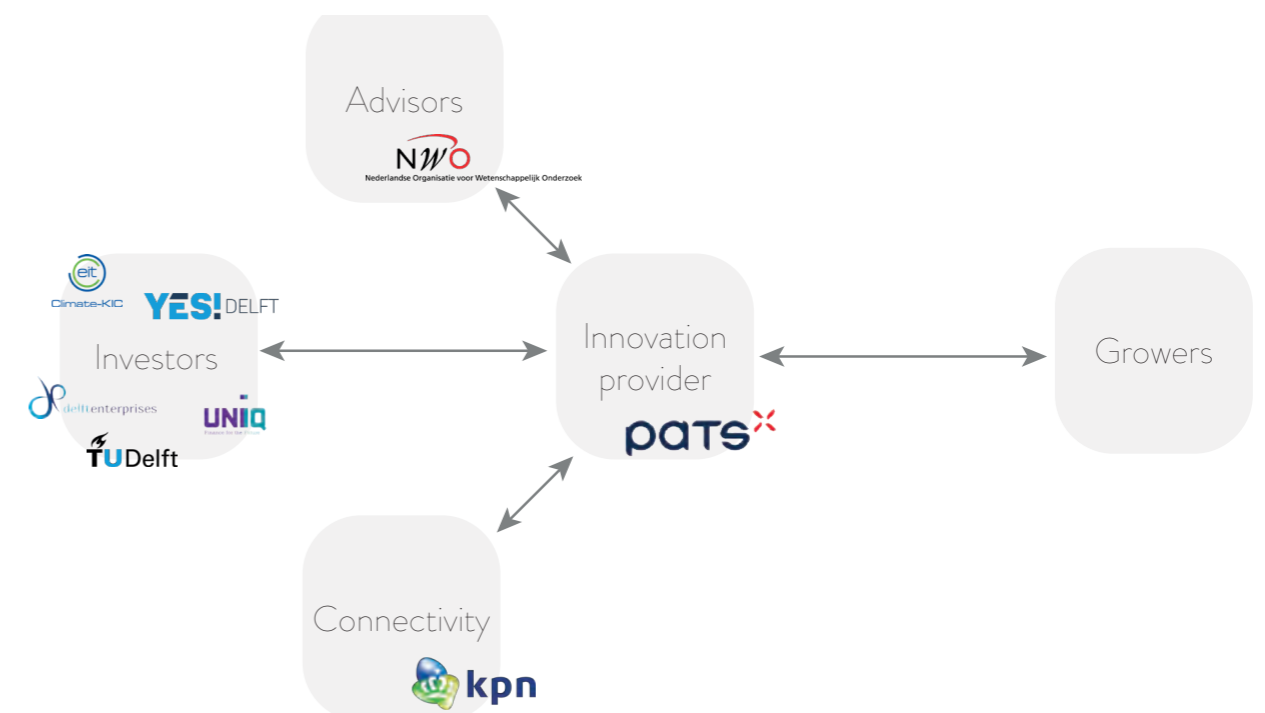 Advisors
NWO
Nederlandse Organisatie voor Wetenschappelijk Onderzoek
eit
Climate-KIC
YES! DELFT
Investors
delftenterprises
UNIQ
TUDelft
Innovation
provider
PATS
Growers
Connectivity
kpn